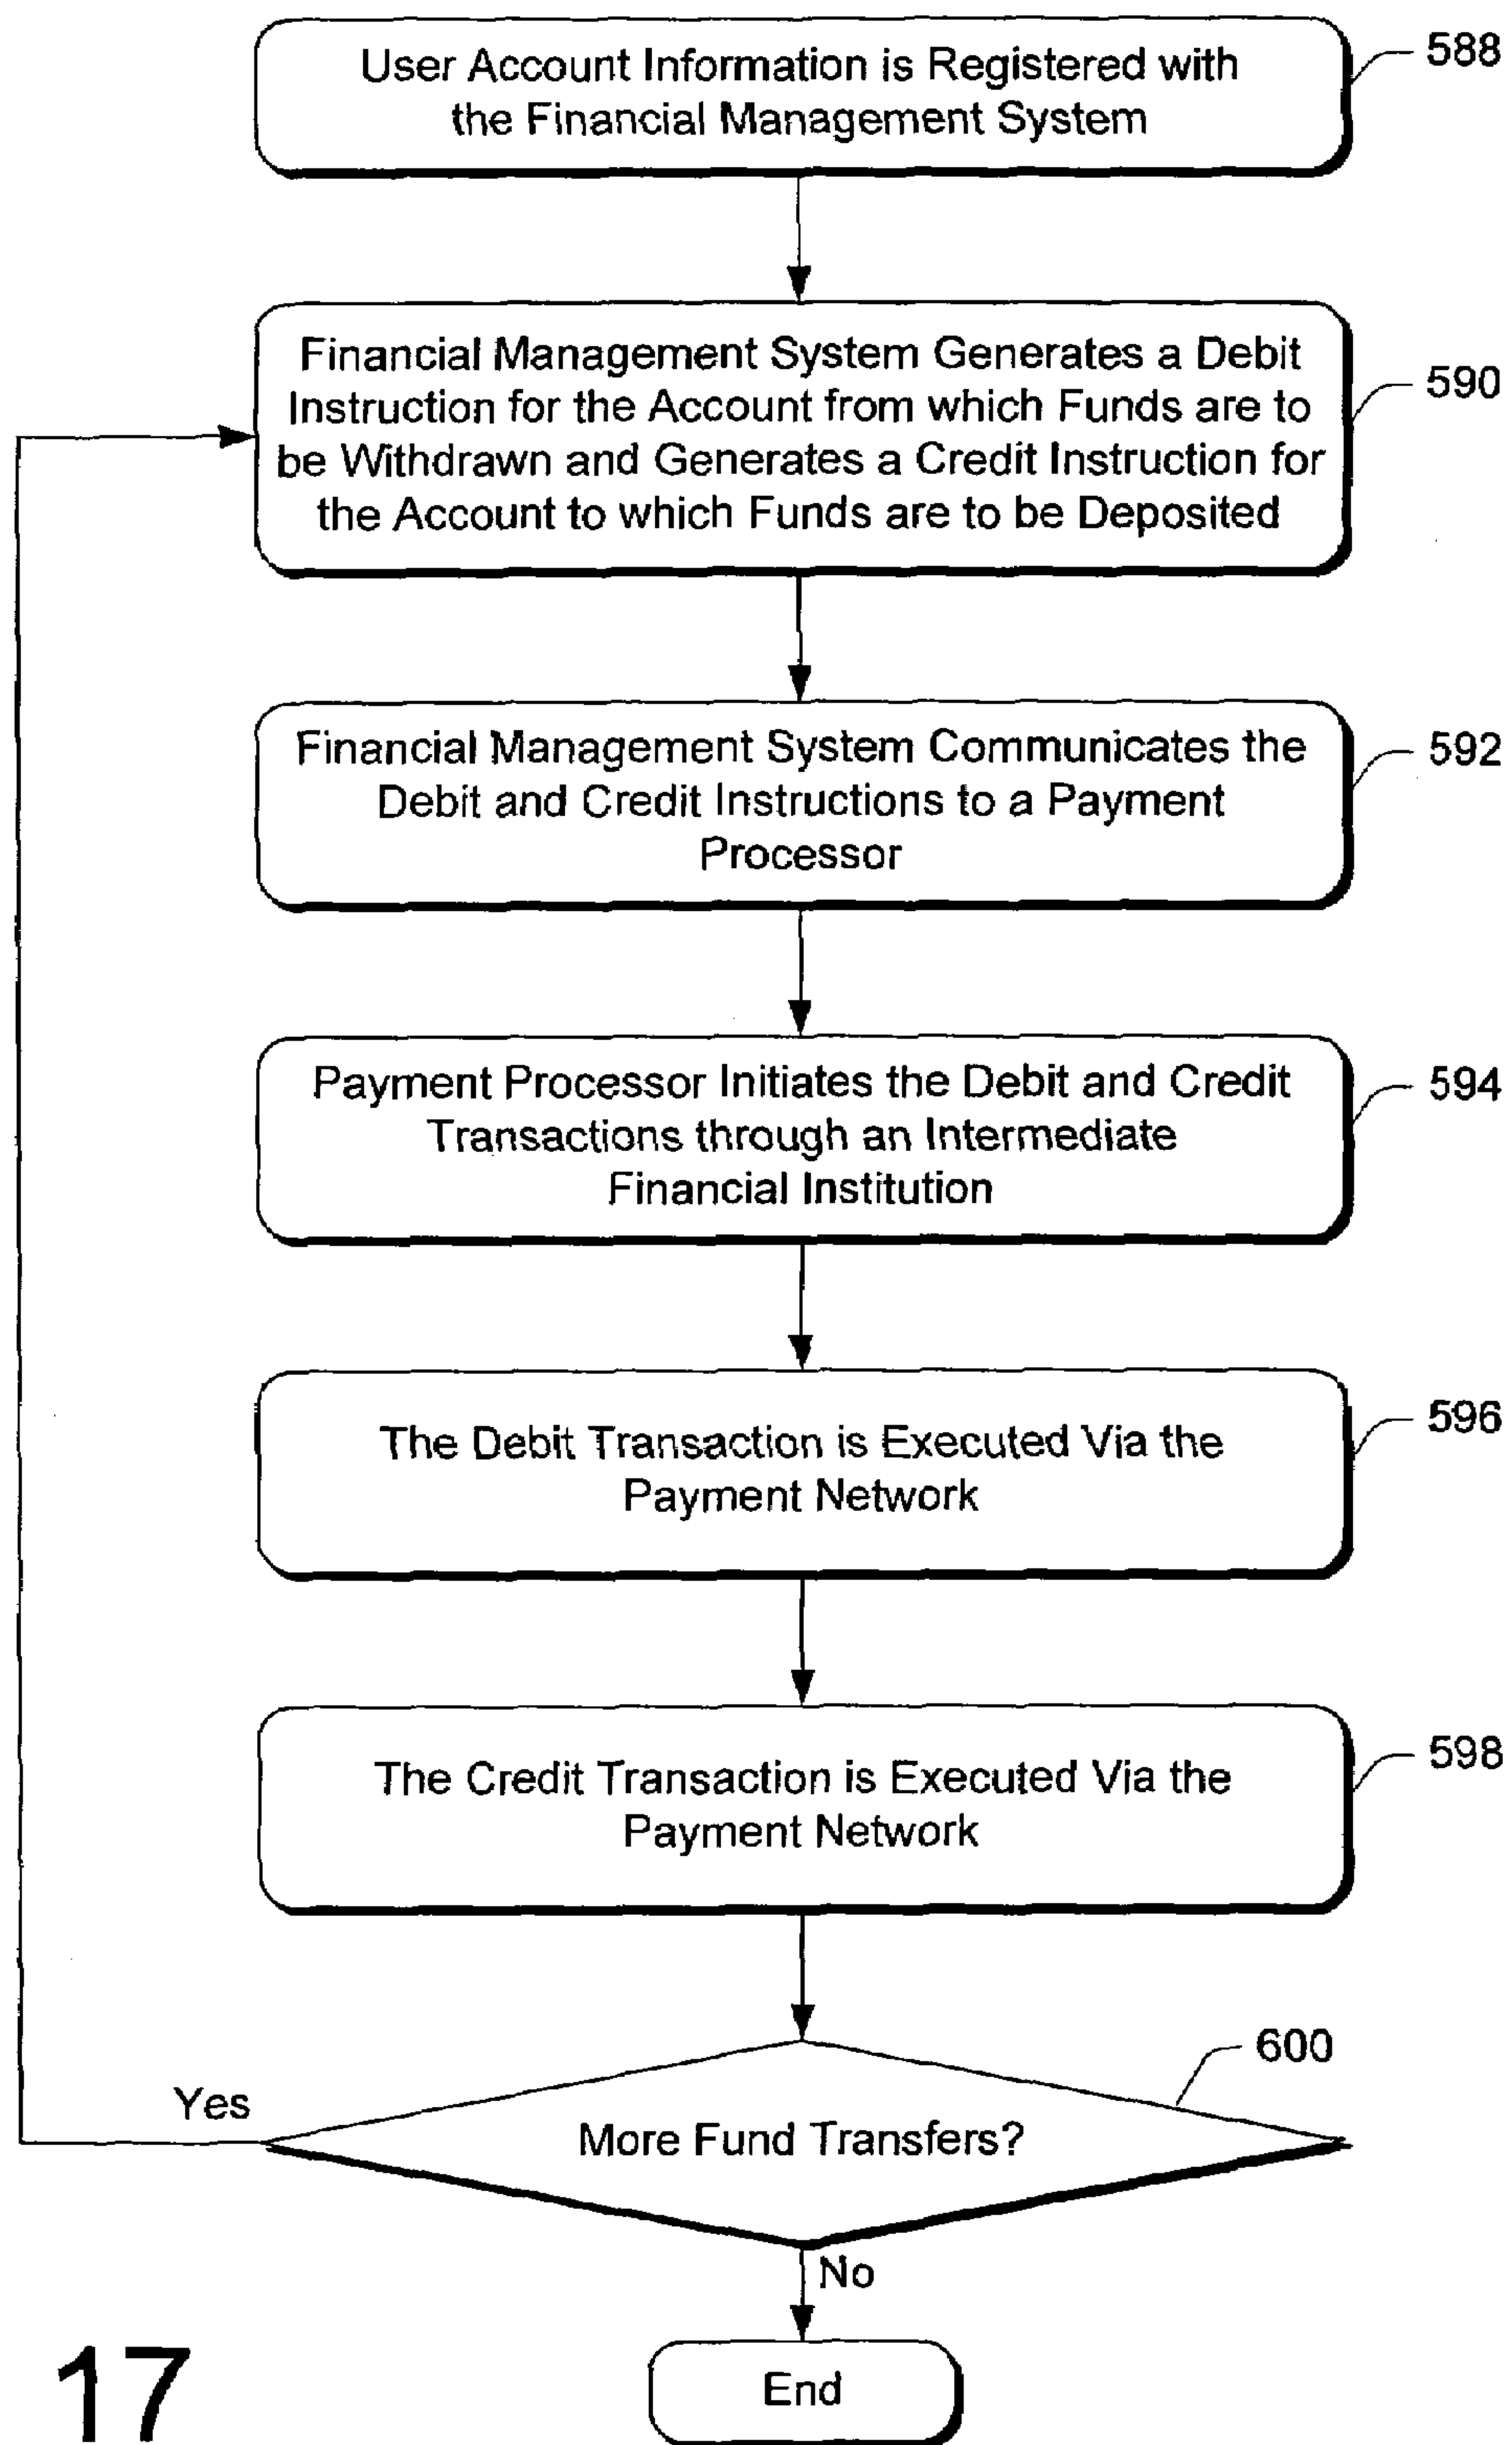 User Account Information is Registered with
the Financial Management System
588
Financial Management System Generates a Debit
Instruction for the Account from which Funds are to
be Withdrawn and Generates a Credit Instruction for
the Account to which Funds are to be Deposited
590
Financial Management System Communicates the
Debit and Credit Instructions to a Payment
Processor
592
Payment Processor Initiates the Debit and Credit
Transactions through an Intermediate
Financial Institution
594
The Debit Transaction is Executed Via the
Payment Network
596
The Credit Transaction is Executed Via the
Payment Network
598
600
Yes
More Fund Transfers?
No
End
17